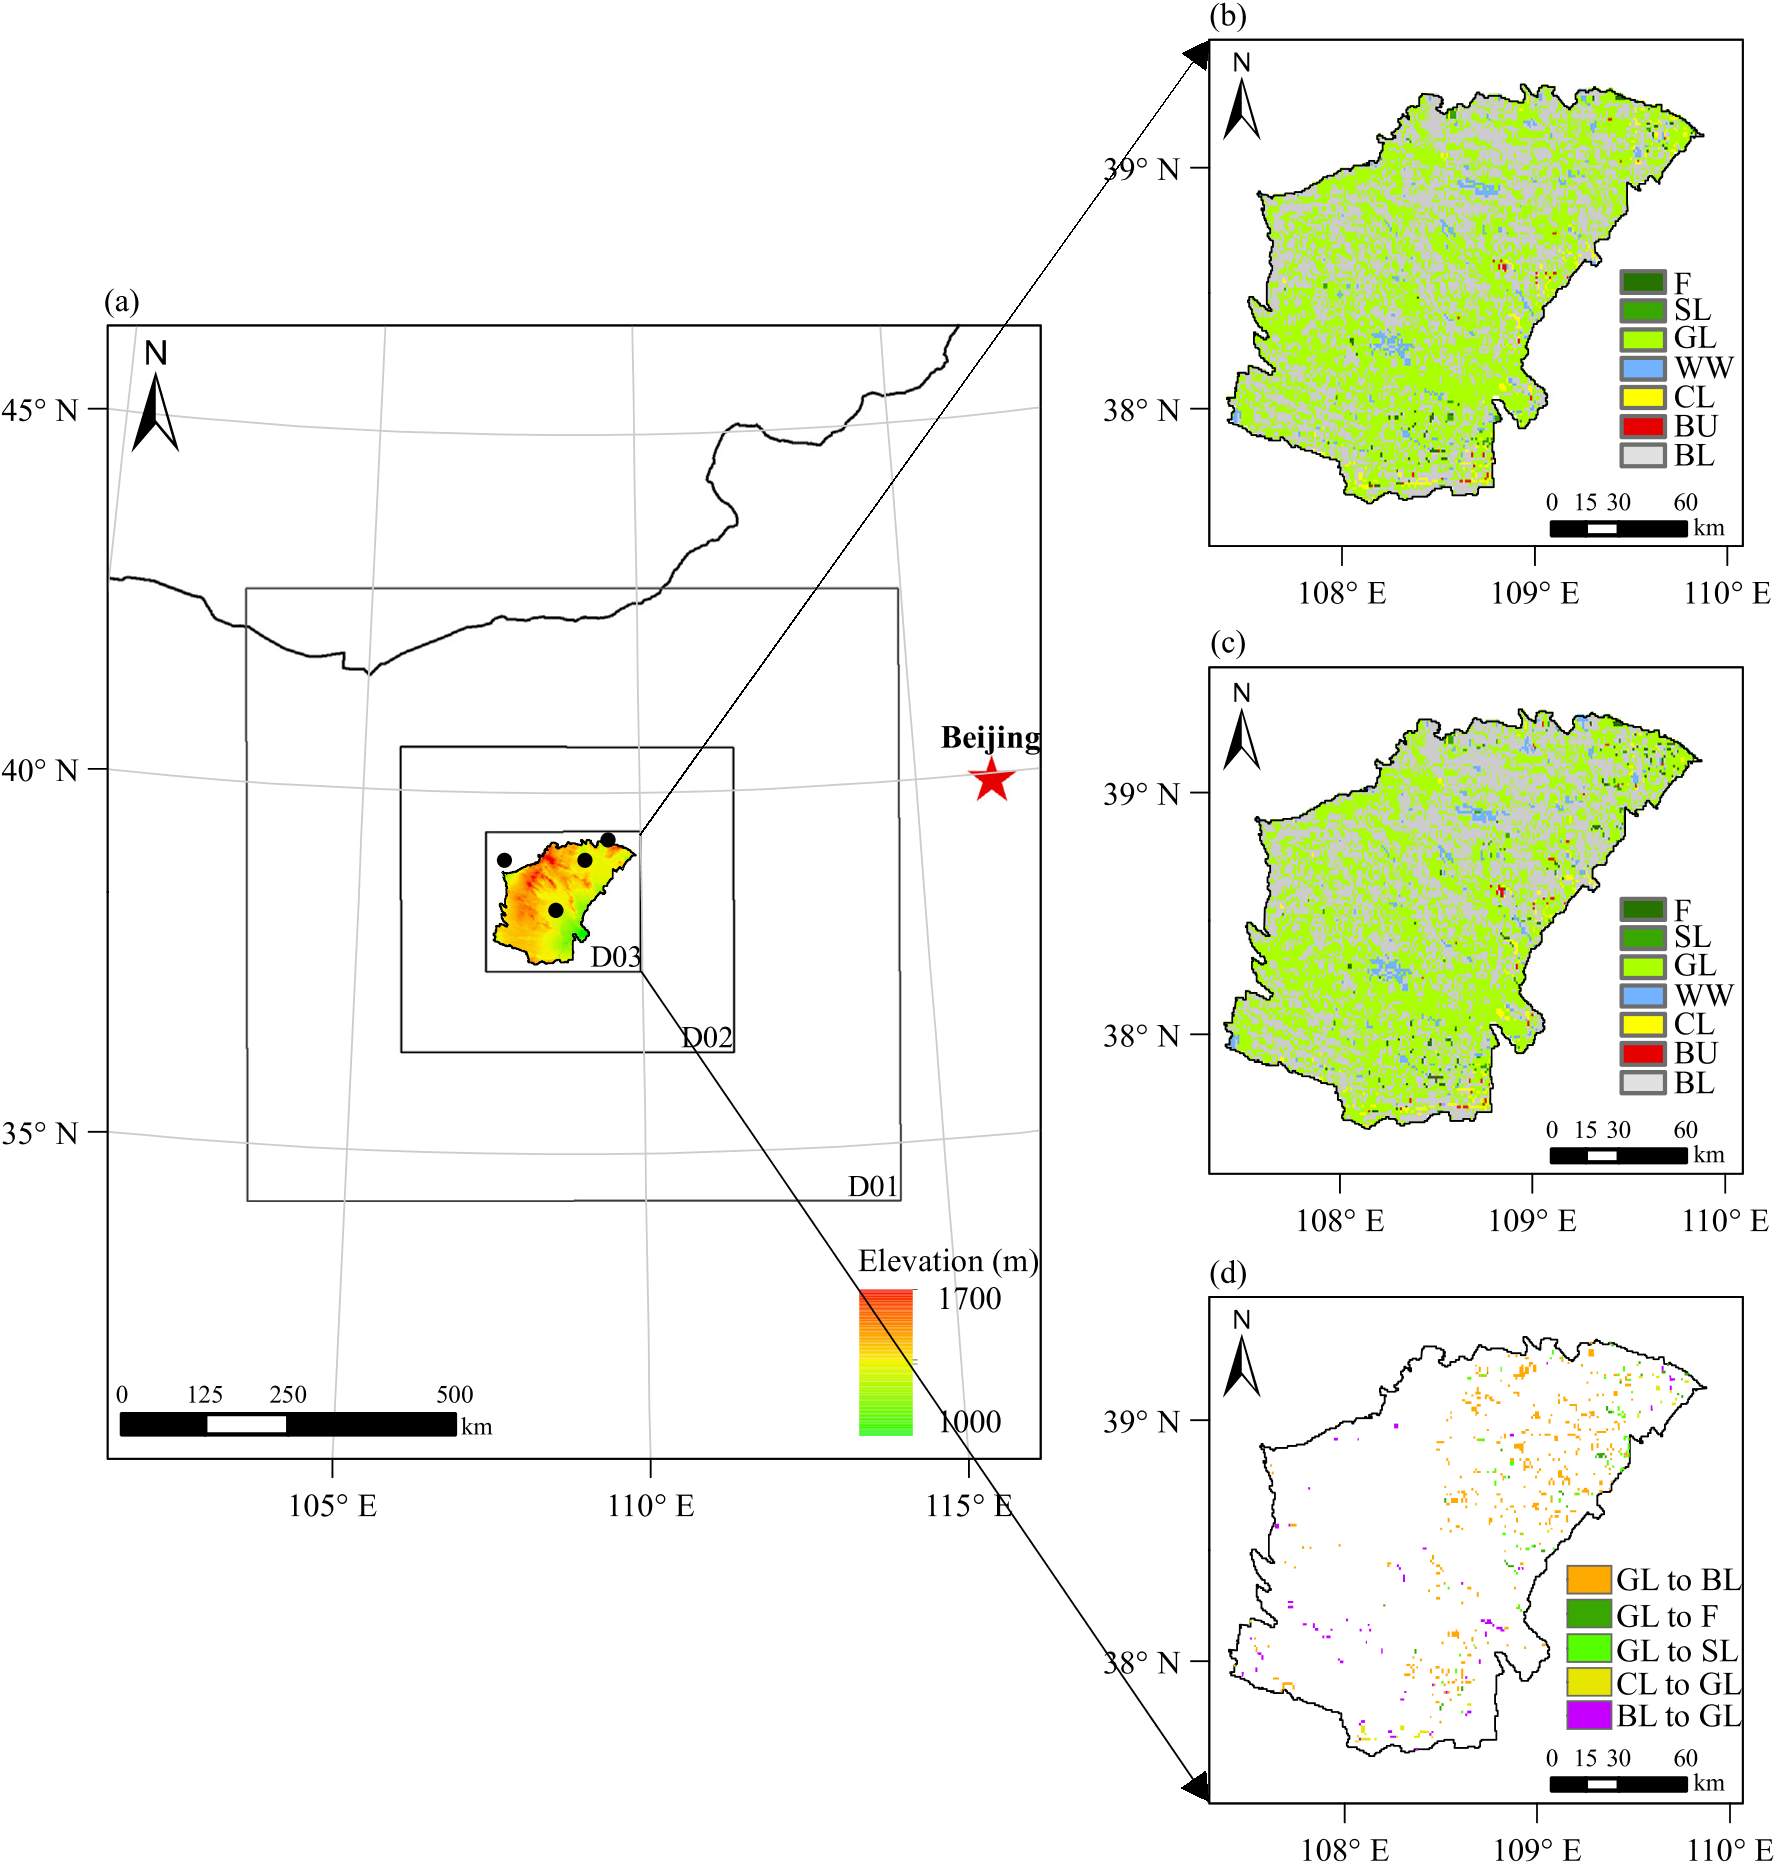 (a)
N
45° N
40° N
35° N
Beijing
D03
D02
D01
Elevation (m)
1700
1000
0 125 250 500
km
105° E 110° E 115° E
(b)
N
39° N
38° N
F
SL
GL
WW
CL
BU
BL
0 15 30 60
km
108° E 109° E 110° E
(c)
N
39° N
38° N
F
SL
GL
WW
CL
BU
BL
0 15 30 60
km
108° E 109° E 110° E
(d)
N
39° N
38° N
GL to BL
GL to F
GL to SL
CL to GL
BL to GL
0 15 30 60
km
108° E 109° E 110° E